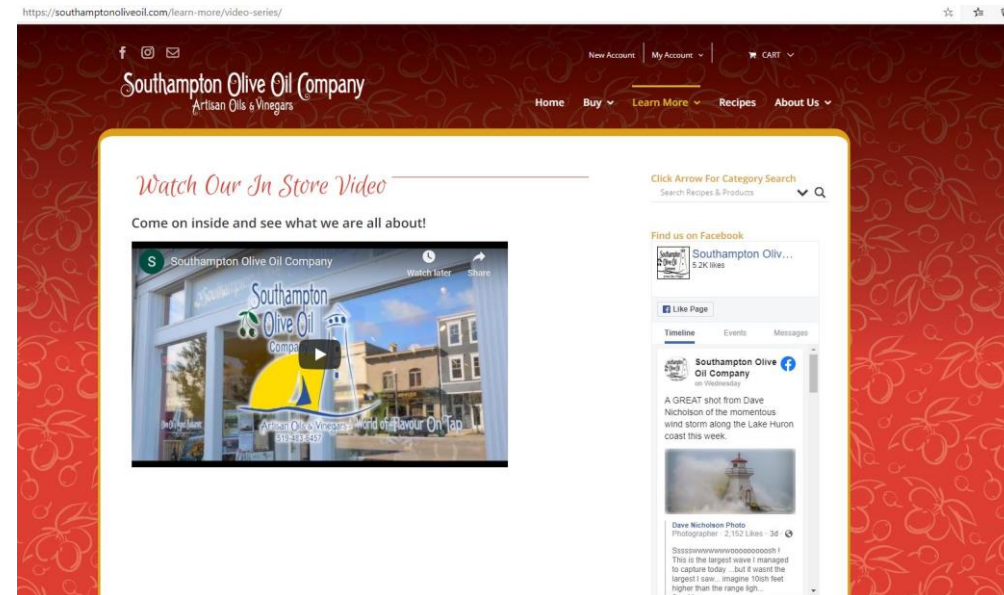 https://southamptonoliveoil.com/learn-more/video-series/
New Account
My Account
CART
Southampton Olive Oil Company
Artisan Oils & Vinegars
Home
Buy
Learn More
Recipes
About Us
Watch Our In Store Video
Come on inside and see what we are all about!
S
Southampton Olive Oil Company
Watch later
Share
Southampton
Olive Oil
Compa
Artisan Oils & Vinegars
World of Flavour On Tap
Click Arrow For Category Search
Search Recipes & Products
Find us on Facebook
Southampton Oliv...
5.2K likes
Like Page
Timeline
Events
Messages
Southampton Olive
Oil Company
on Wednesday
A GREAT shot from Dave
Nicholson of the momentous
wind storm along the Lake Huron
coast this week.
Dave Nicholson Photo
Photographer · 2,152 Likes · 3d ·
This is the largest wave I managed
to capture today ...but it wasnt the
largest I saw... imagine 10ish feet
higher than the range ligh...